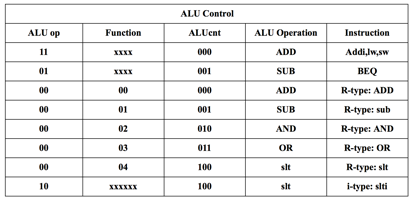 ALU Control
ALU op Function ALUcnt ALU Operation Instruction
11 xxxx 000 ADD Addi,lw,sw
01 xxxx 001 SUB BEQ
00 00 000 ADD R-type: ADD
00 01 001 SUB R-type: sub
00 02 010 AND R-type: AND
00 03 011 OR R-type: OR
00 04 100 slt R-type: slt
10 xxxxxx 100 slt i-type: slti